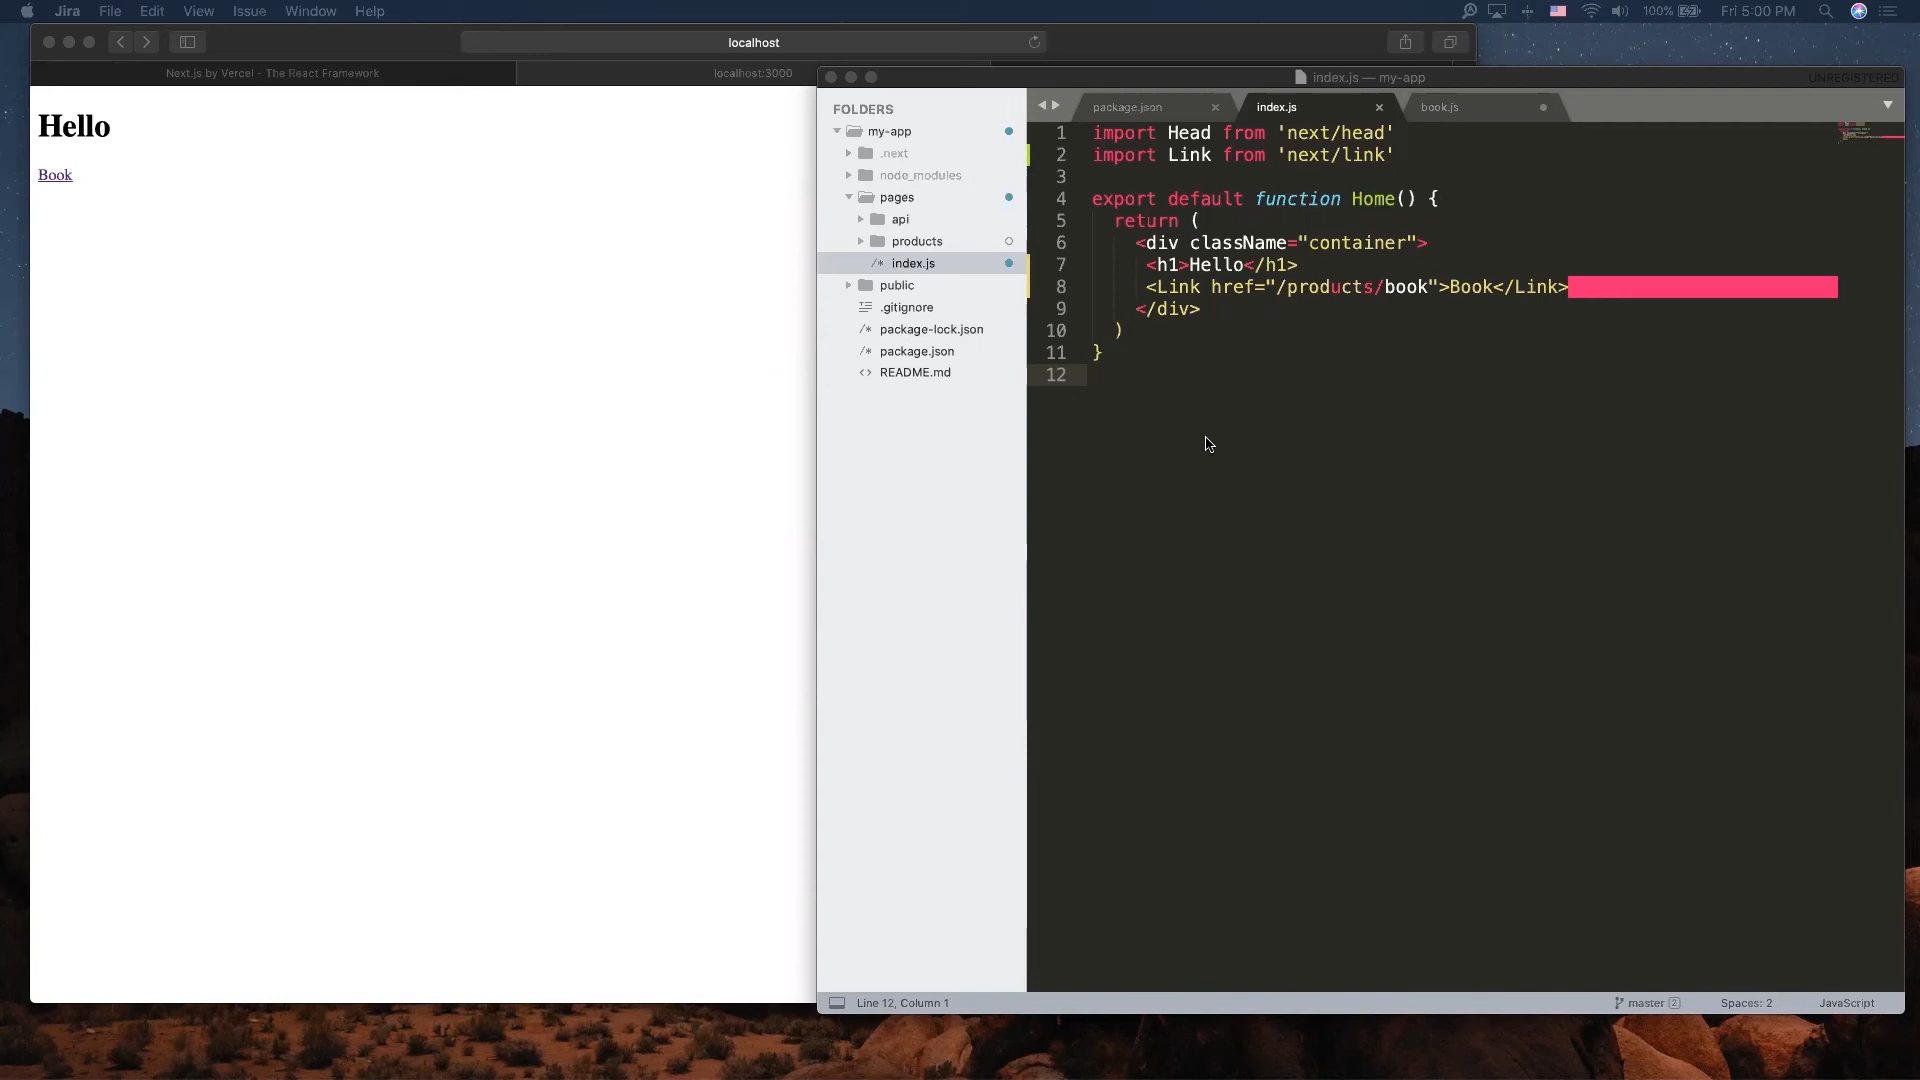 Jira File Edit View Issue Window Help
100% Fri 5:00 PM
localhost
Next.js by Vercel - The React Framework
localhost:3000
Hello
Book
index.js — my-app
UNREGISTERED
FOLDERS
my-app
.next
node_modules
pages
api
products
/* index.js
public
.gitignore
/* package-lock.json
/* package.json
<> README.md
package.json
index.js
book.js
1 import Head from 'next/head'
2 import Link from 'next/link'
3
4 export default function Home() {
5 return (
6 <div className="container">
7 <h1>Hello</h1>
8 <Link href="/products/book">Book</Link>
9 </div>
10 )
11 }
12
Line 12, Column 1
master 2
Spaces: 2
JavaScript